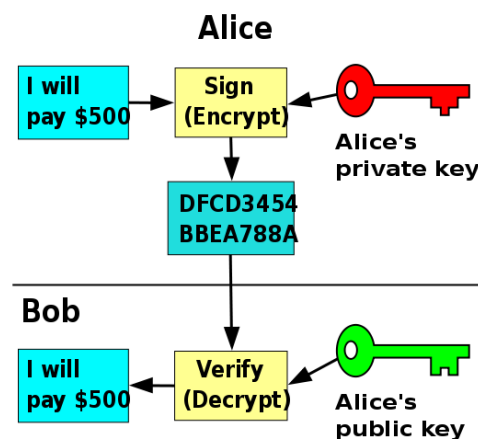 Alice
I will
pay $500
Sign
(Encrypt)
Alice's
private key
DFCD3454
BBEA788A
Bob
I will
pay $500
Verify
(Decrypt)
Alice's
public key